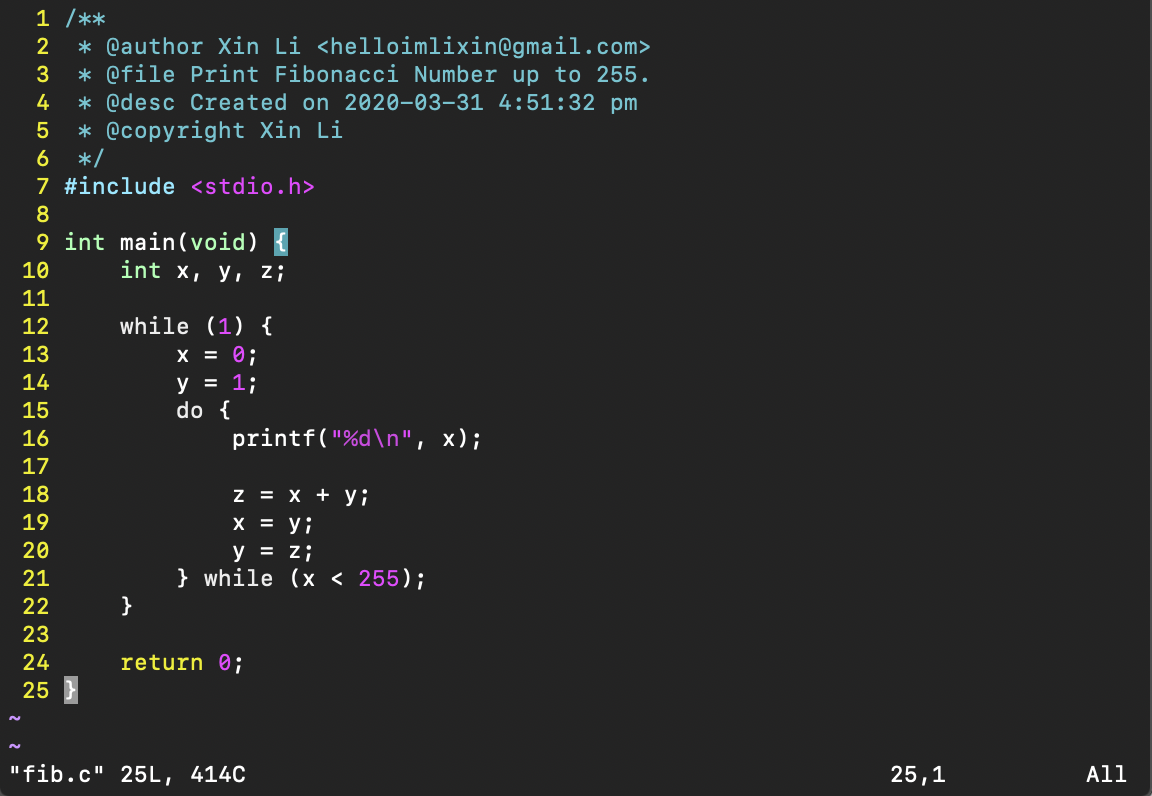 1 /**
2  * @author Xin Li <helloimlixin@gmail.com>
3  * @file Print Fibonacci Number up to 255.
4  * @desc Created on 2020-03-31 4:51:32 pm
5  * @copyright Xin Li
6  */
7 #include <stdio.h>
8
9 int main(void) {
10     int x, y, z;
11
12     while (1) {
13         x = 0;
14         y = 1;
15         do {
16             printf("%d\n", x);
17
18             z = x + y;
19             x = y;
20             y = z;
21         } while (x < 255);
22     }
23
24     return 0;
25 }
~
~
"fib.c" 25L, 414C 25,1 All